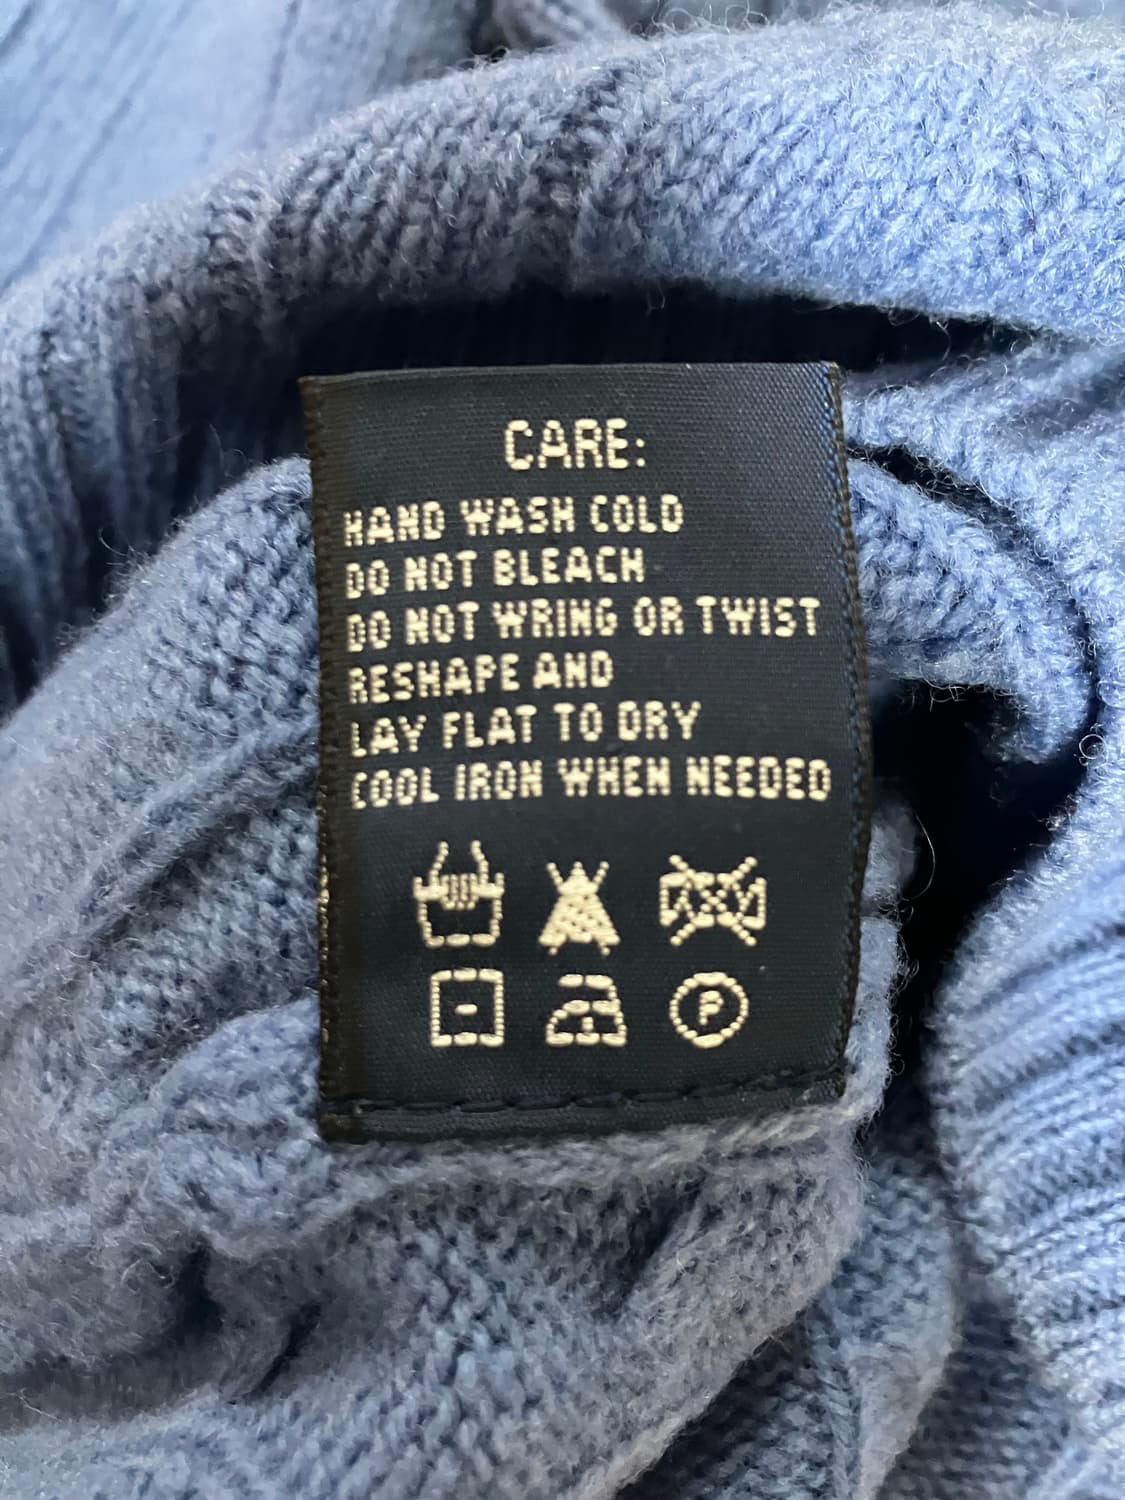 CARE:
HAND WASH COLD
DO NOT BLEACH
DO NOT WRING OR TWIST
RESHAPE AND
LAY FLAT TO DRY
COOL IRON WHEN NEEDED
P